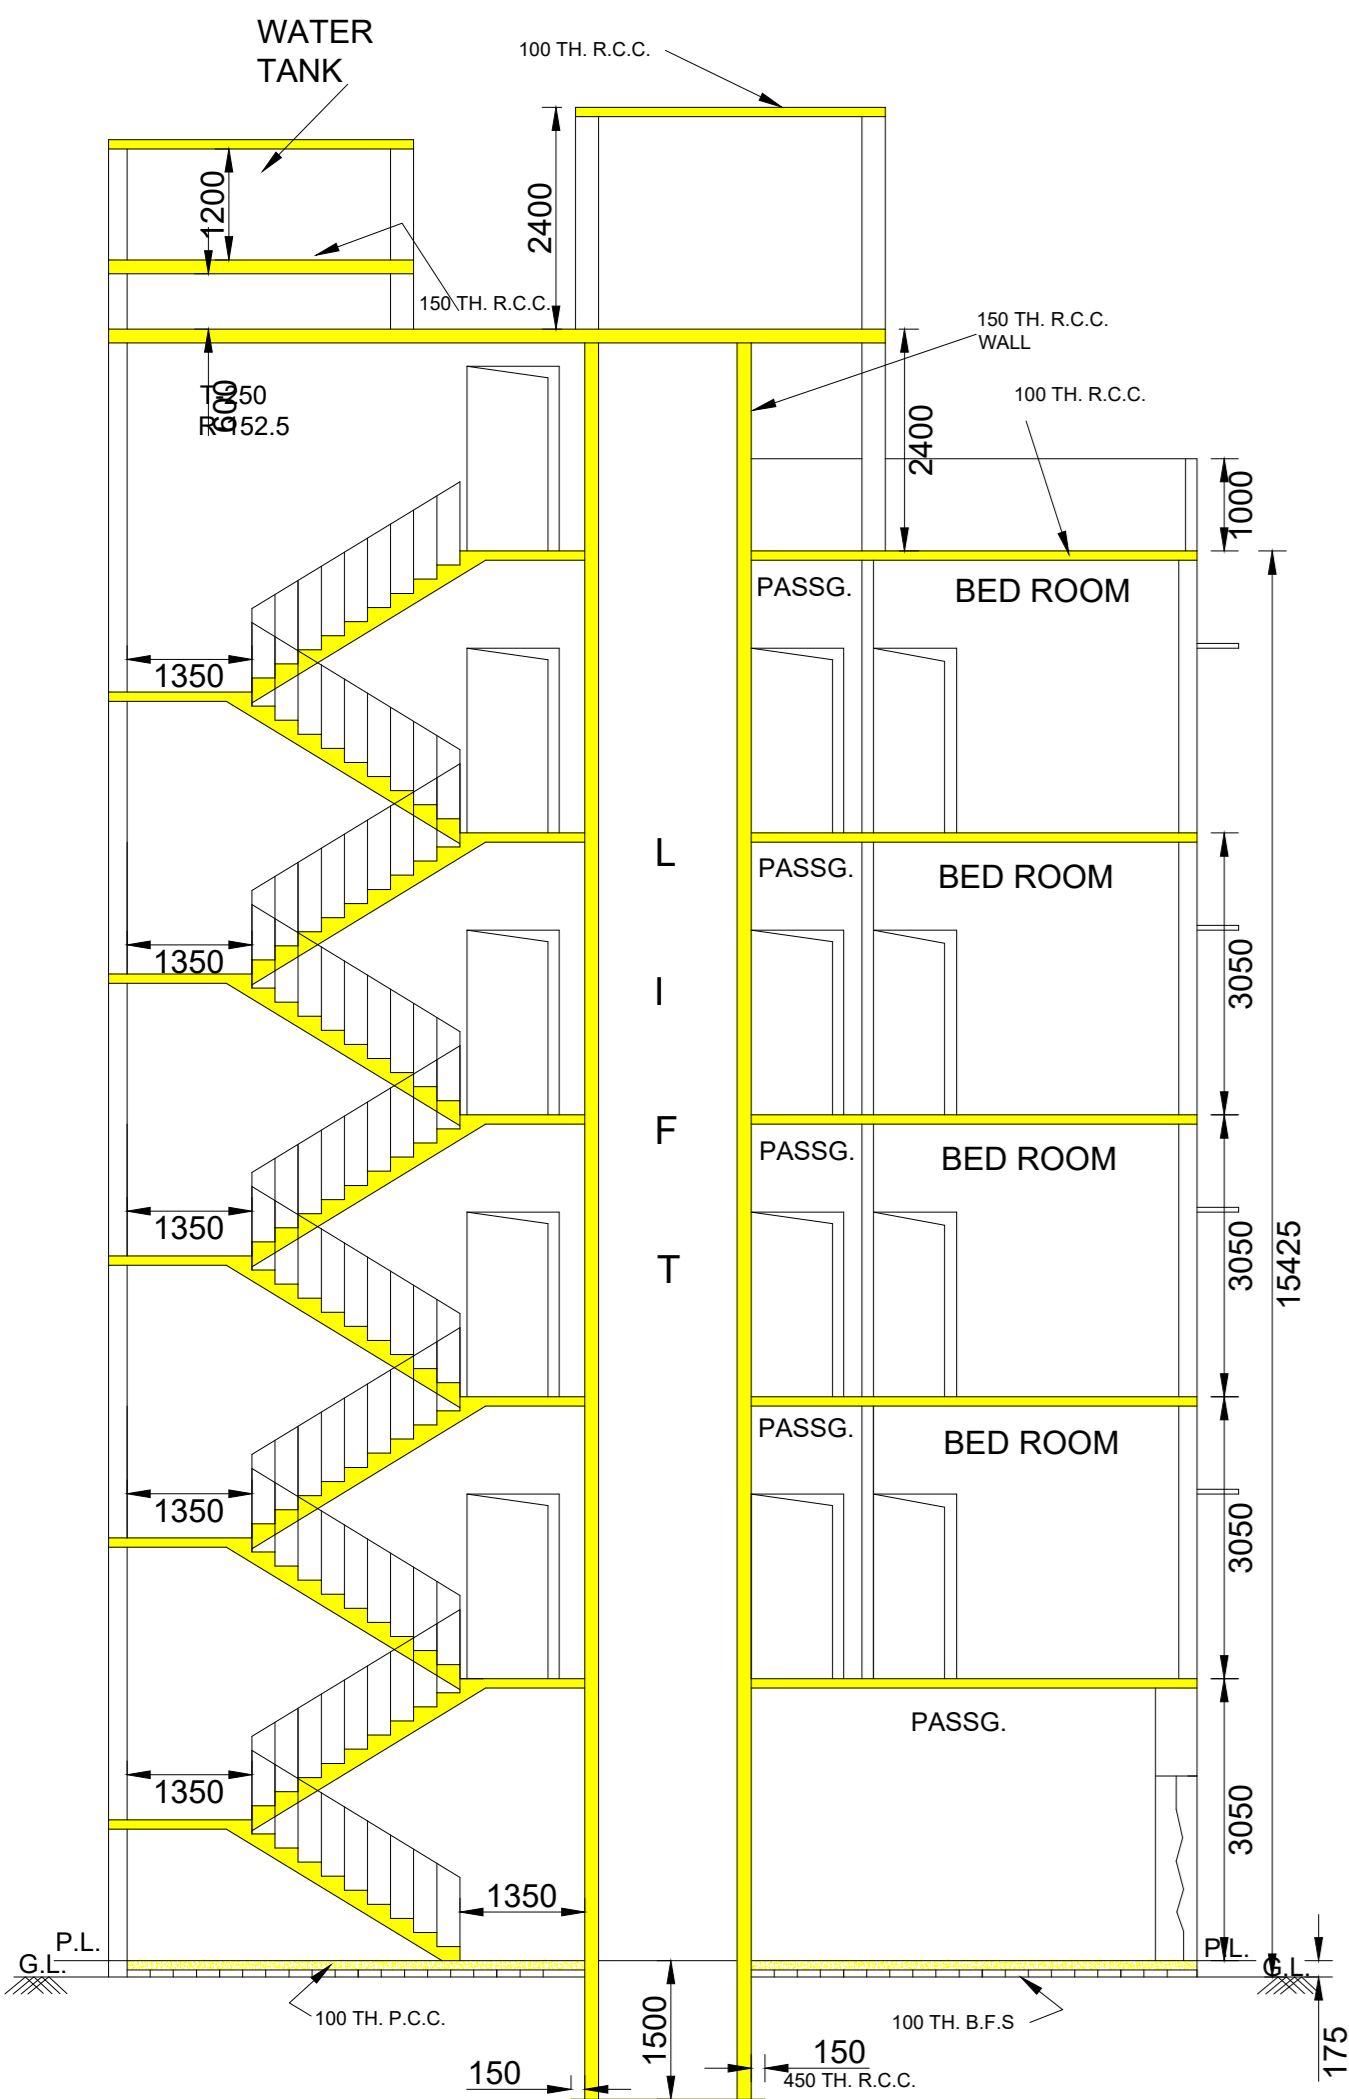 WATER
TANK
100 TH. R.C.C.
1200
2400
150 TH. R.C.C.
150 TH. R.C.C.
WALL
T-250
R-152.5
600
2400
100 TH. R.C.C.
1000
PASSG.
BED ROOM
1350
L
PASSG.
BED ROOM
1350
3050
I
F
PASSG.
BED ROOM
1350
3050
T
15425
PASSG.
BED ROOM
1350
3050
PASSG.
1350
3050
1350
P.L.
G.L.
P.L.
G.L.
100 TH. P.C.C.
1500
100 TH. B.F.S
175
150
150
450 TH. R.C.C.